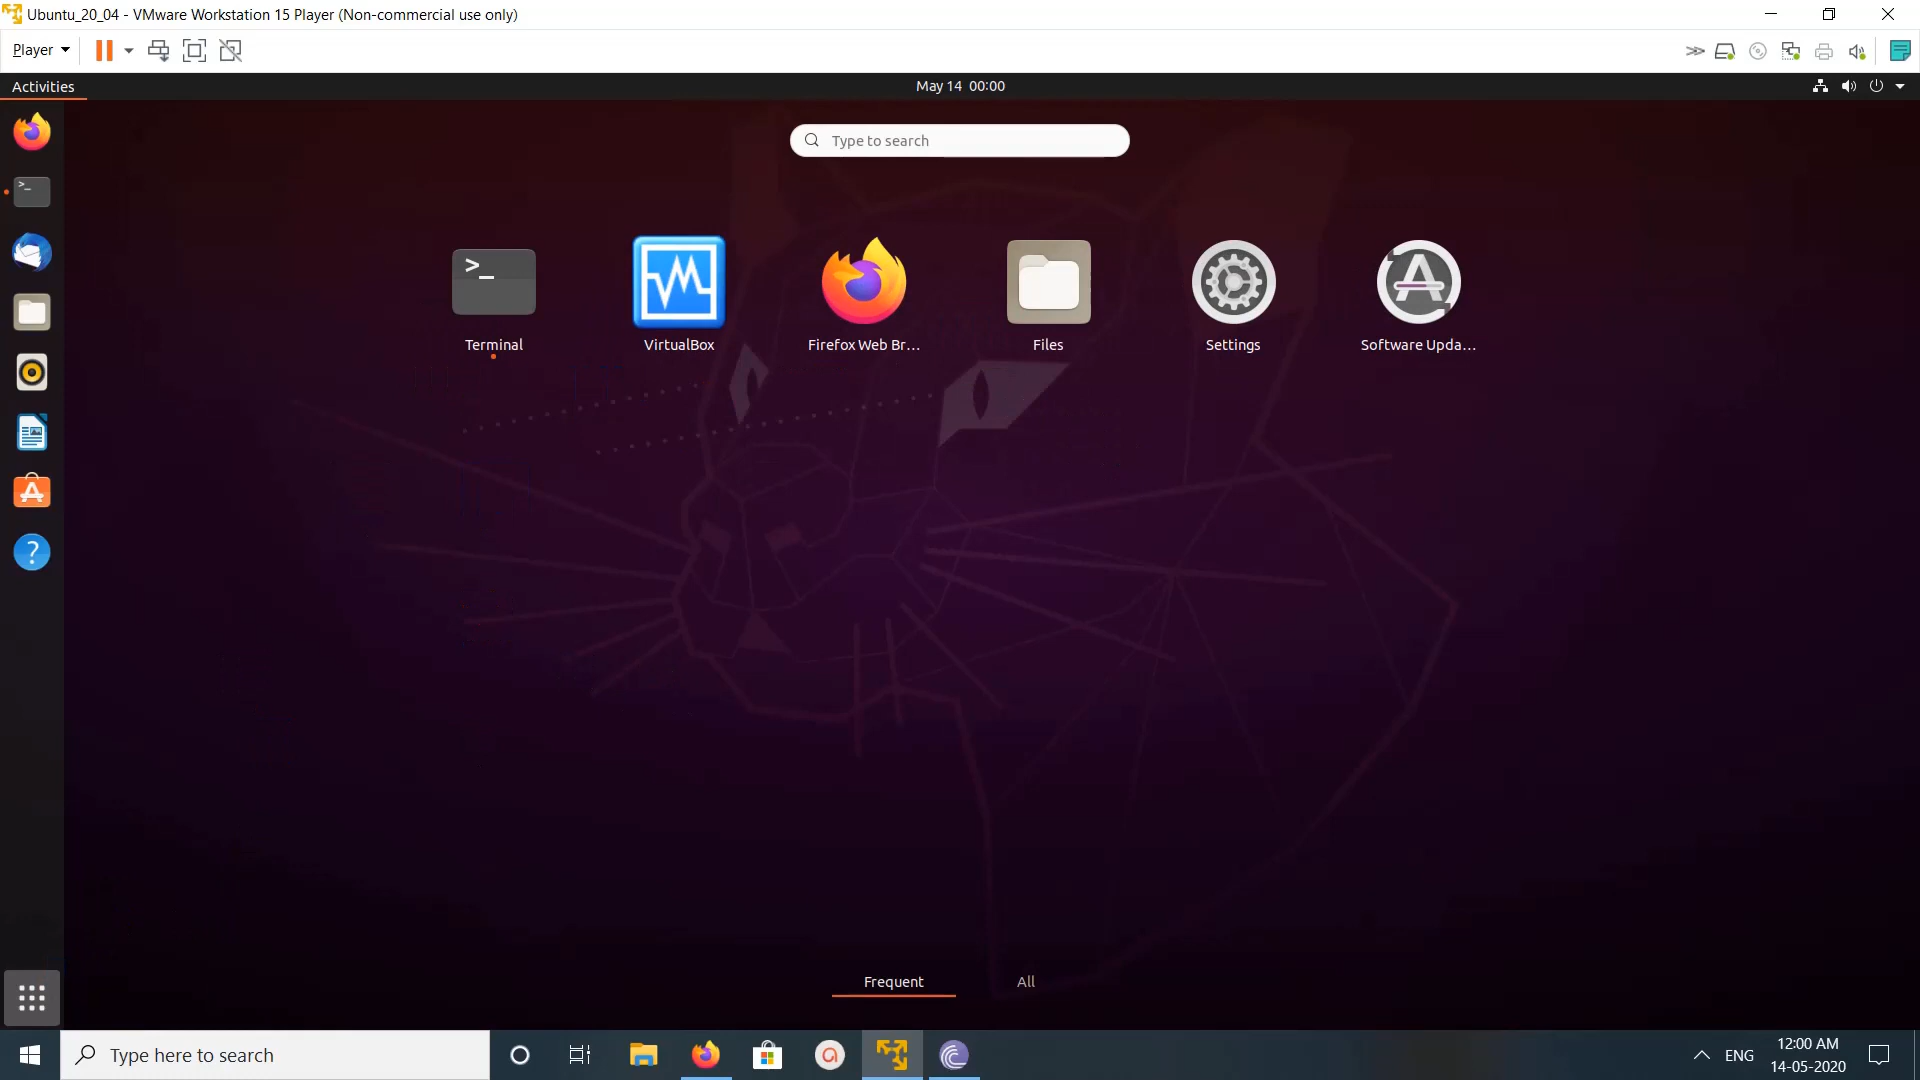 Ubuntu_20_04 - VMware Workstation 15 Player (Non-commercial use only)
Player
Activities
May 14  00:00
Type to search
>_
>_
Terminal
VirtualBox
Firefox Web Br…
Files
Settings
Software Upda…
?
Frequent
All
Type here to search
ENG
12:00 AM
14-05-2020